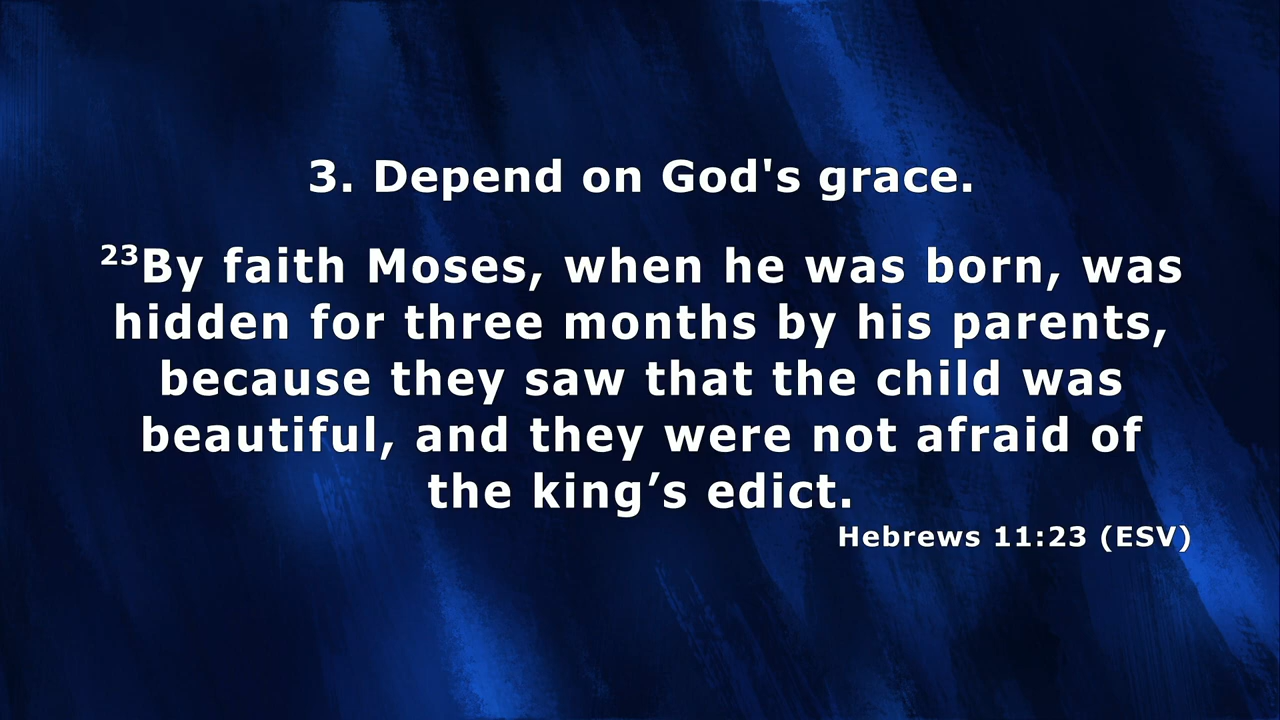 3. Depend on God's grace.
²³By faith Moses, when he was born, was
hidden for three months by his parents,
because they saw that the child was
beautiful, and they were not afraid of
the king’s edict.
Hebrews 11:23 (ESV)